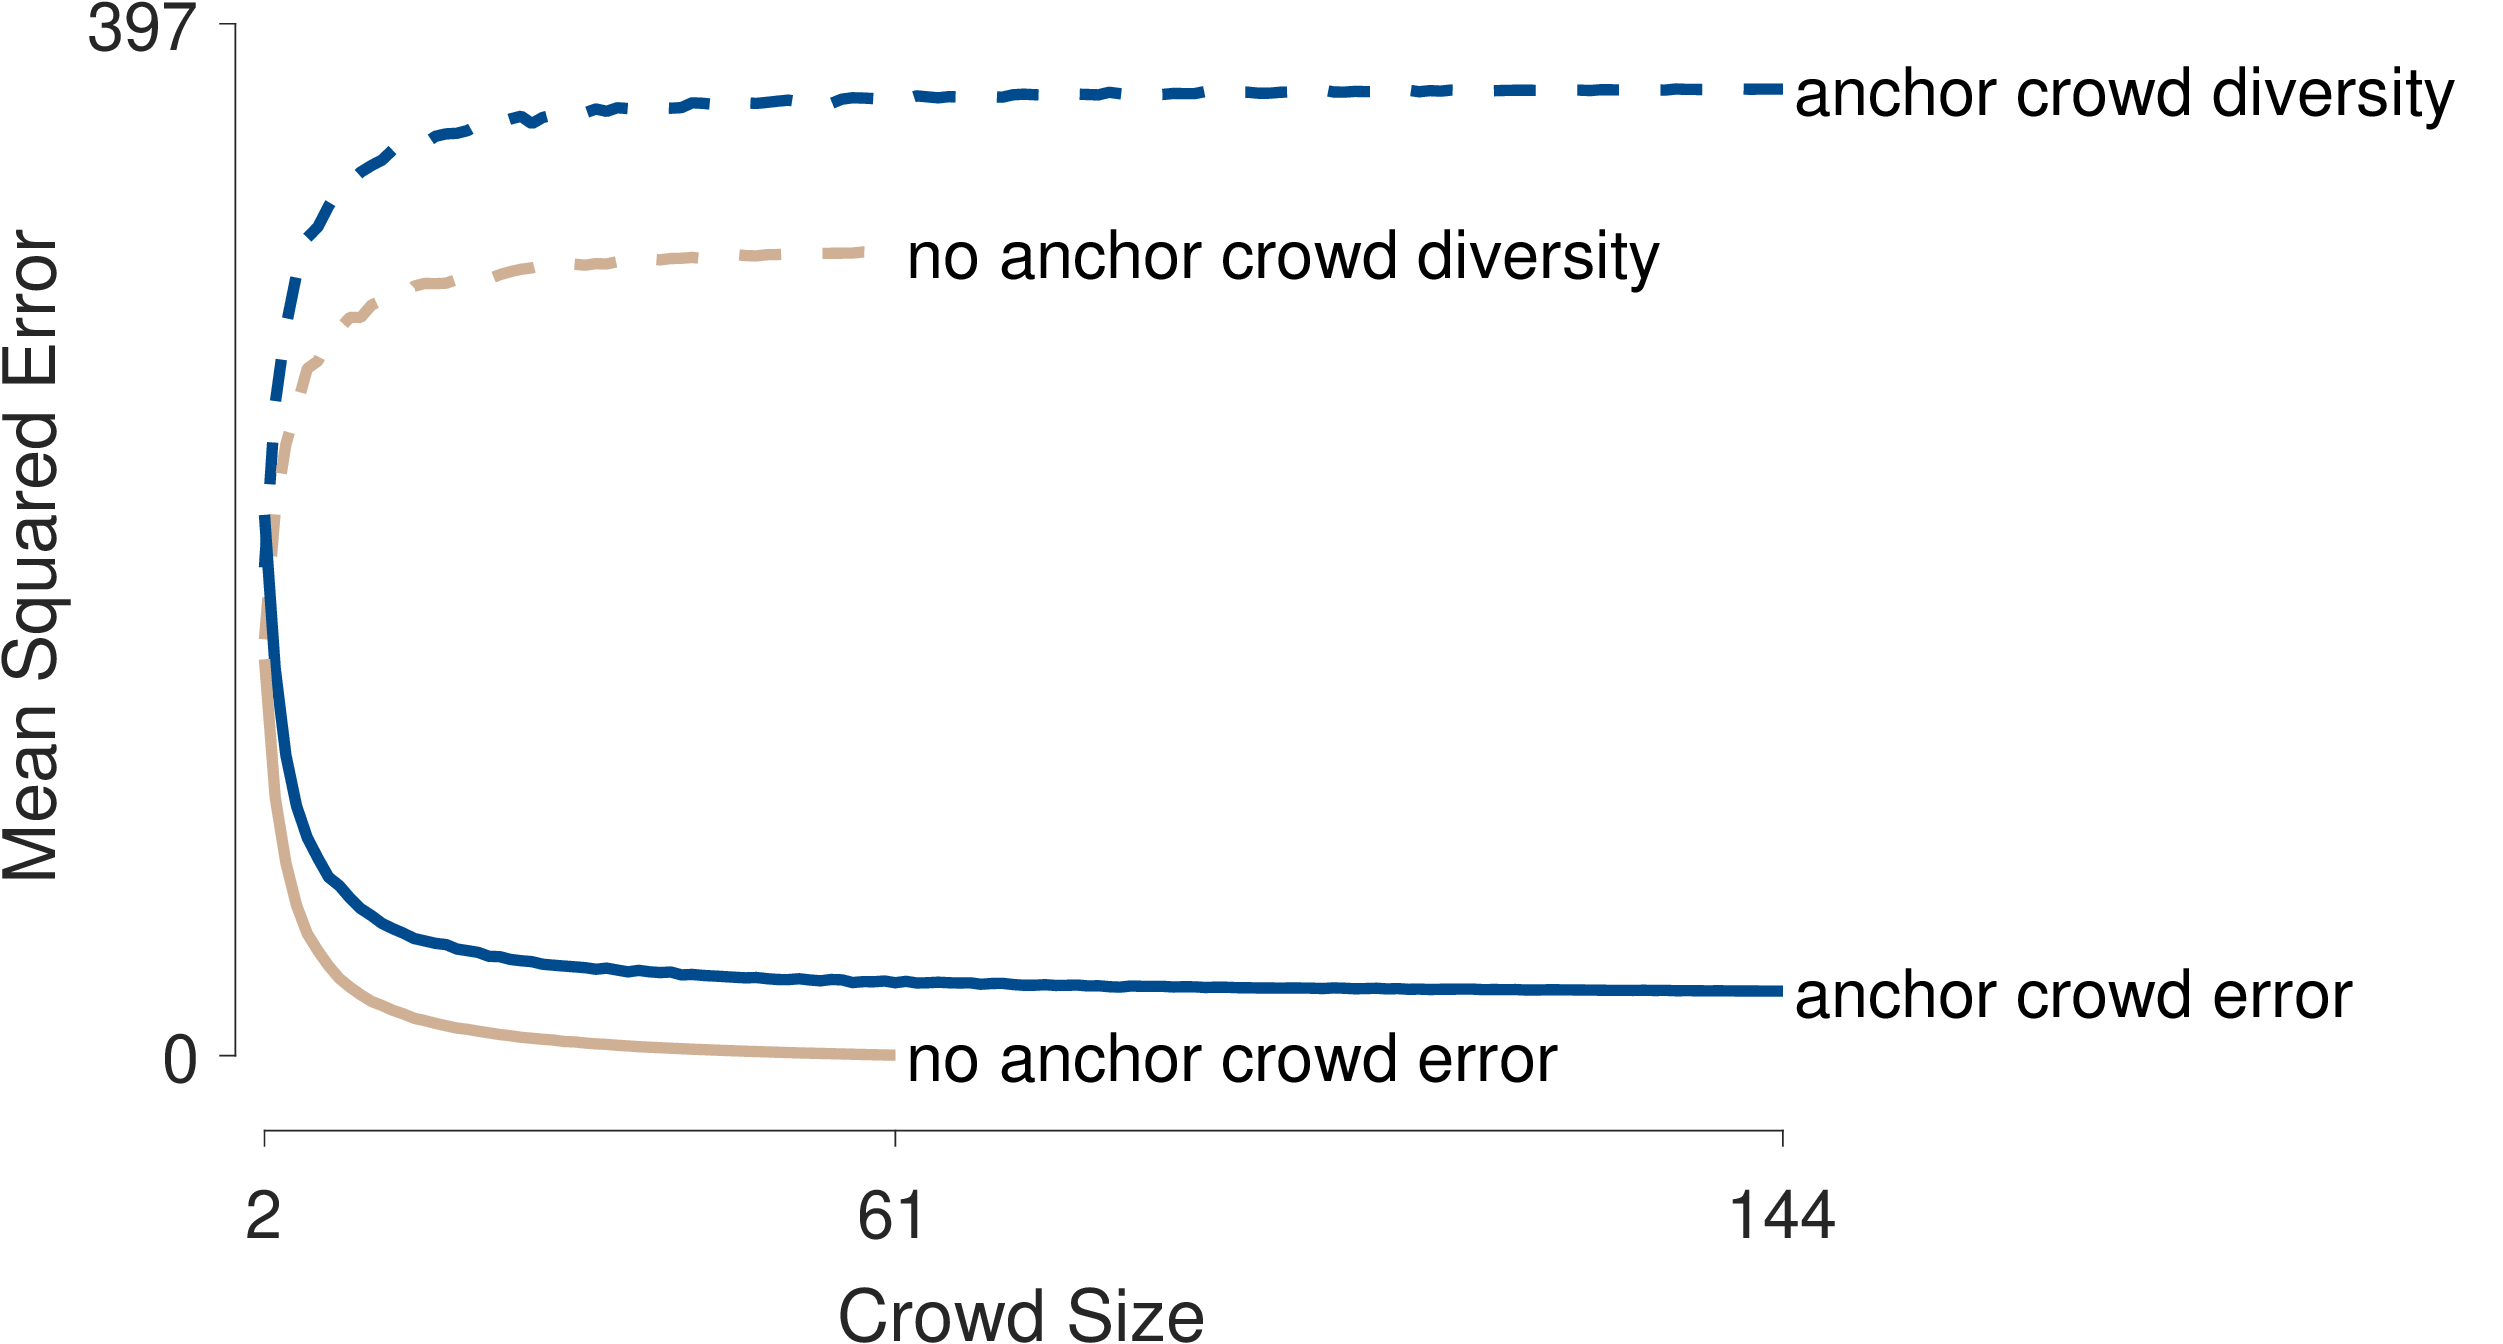 397
anchor crowd diversity
no anchor crowd diversity
Mean Squared Error
anchor crowd error
no anchor crowd error
0
2
61
144
Crowd Size